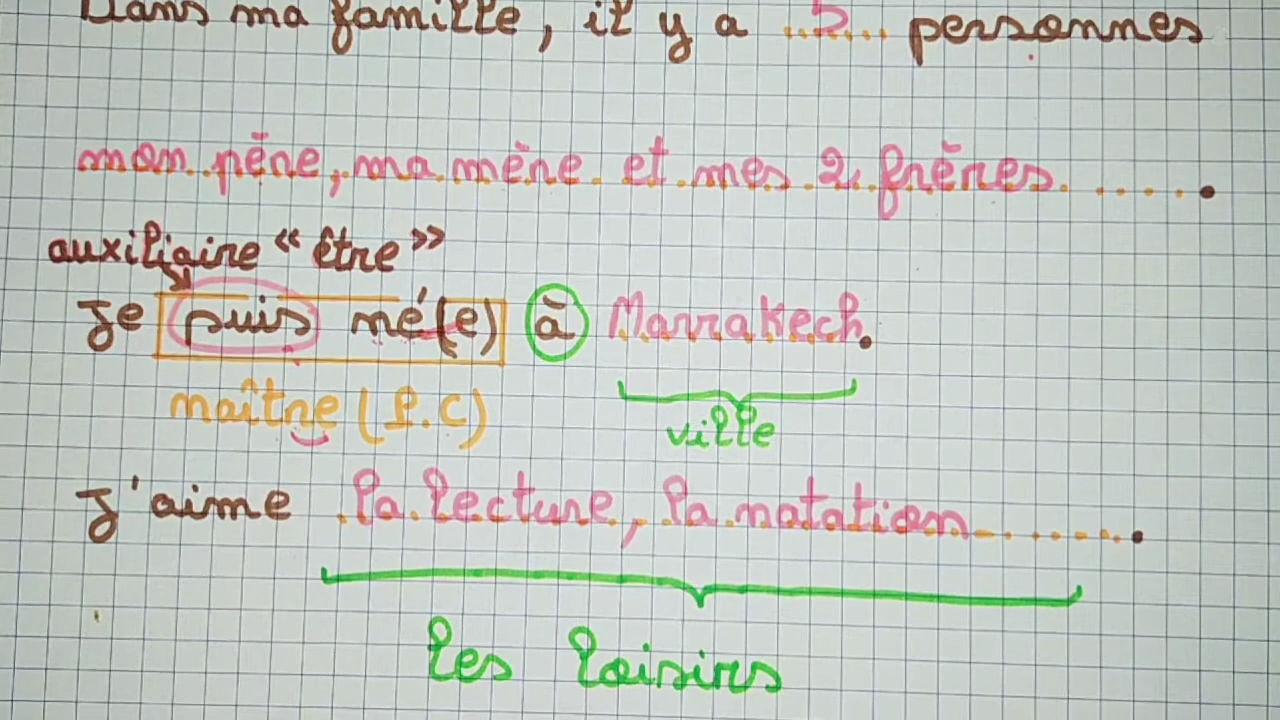 Dans ma famille, il y a ..5.... personnes
mon père, ma mère et mes 2 frères. .....
auxiliaire « être »
Je suis né(e) à Marrakech.
naître (P.C)
ville
J'aime .la lecture, la natation........
les loisirs